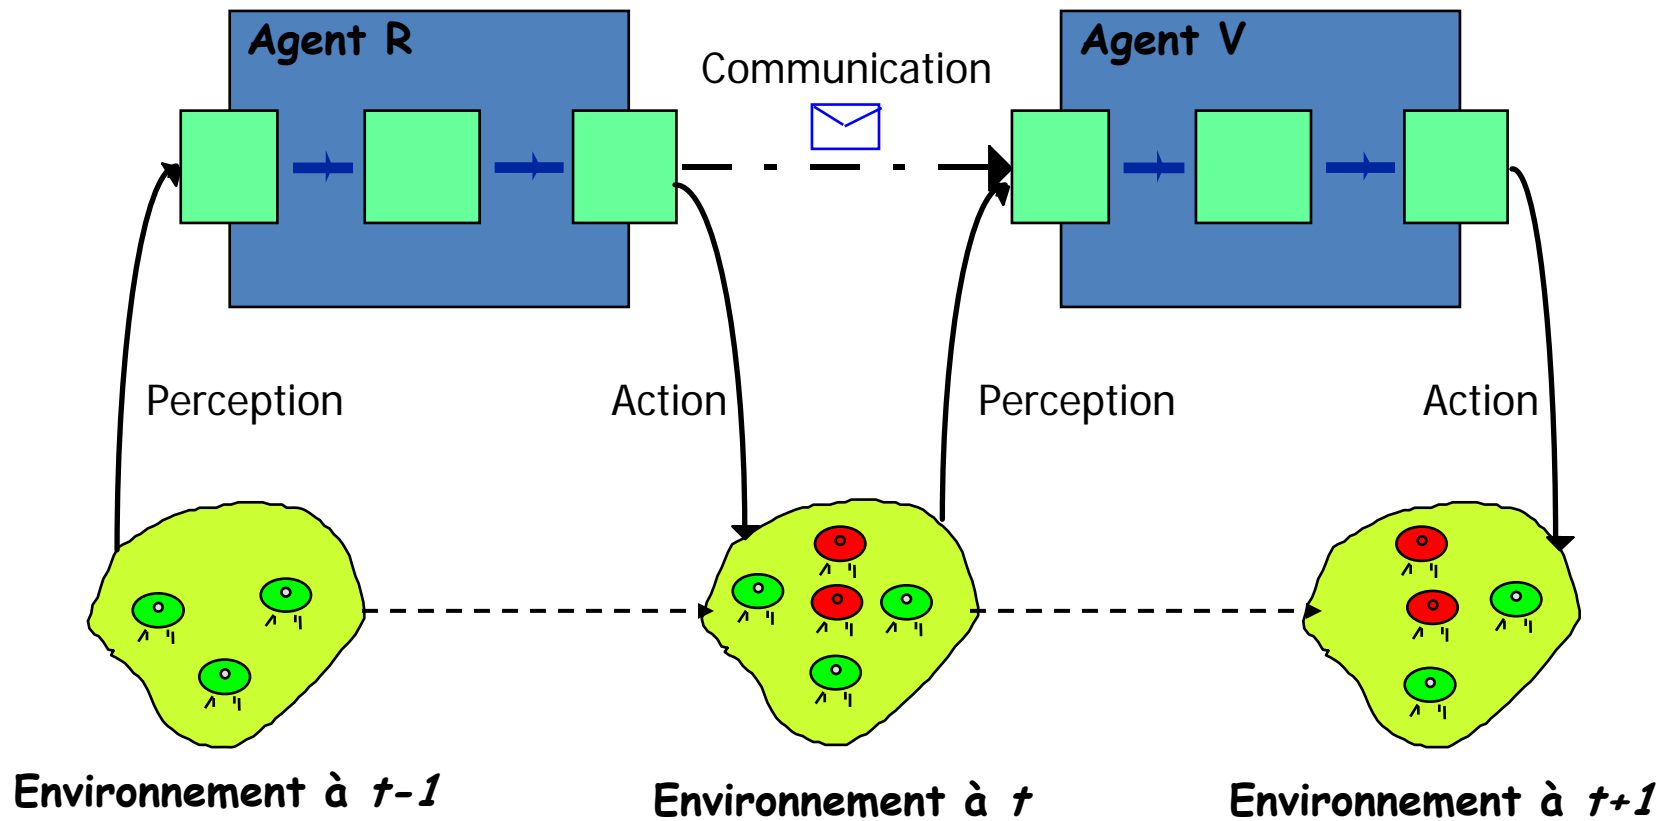 Agent R
Agent V
Communication
Perception
Action
Perception
Action
Environnement à t-1
Environnement à t
Environnement à t+1